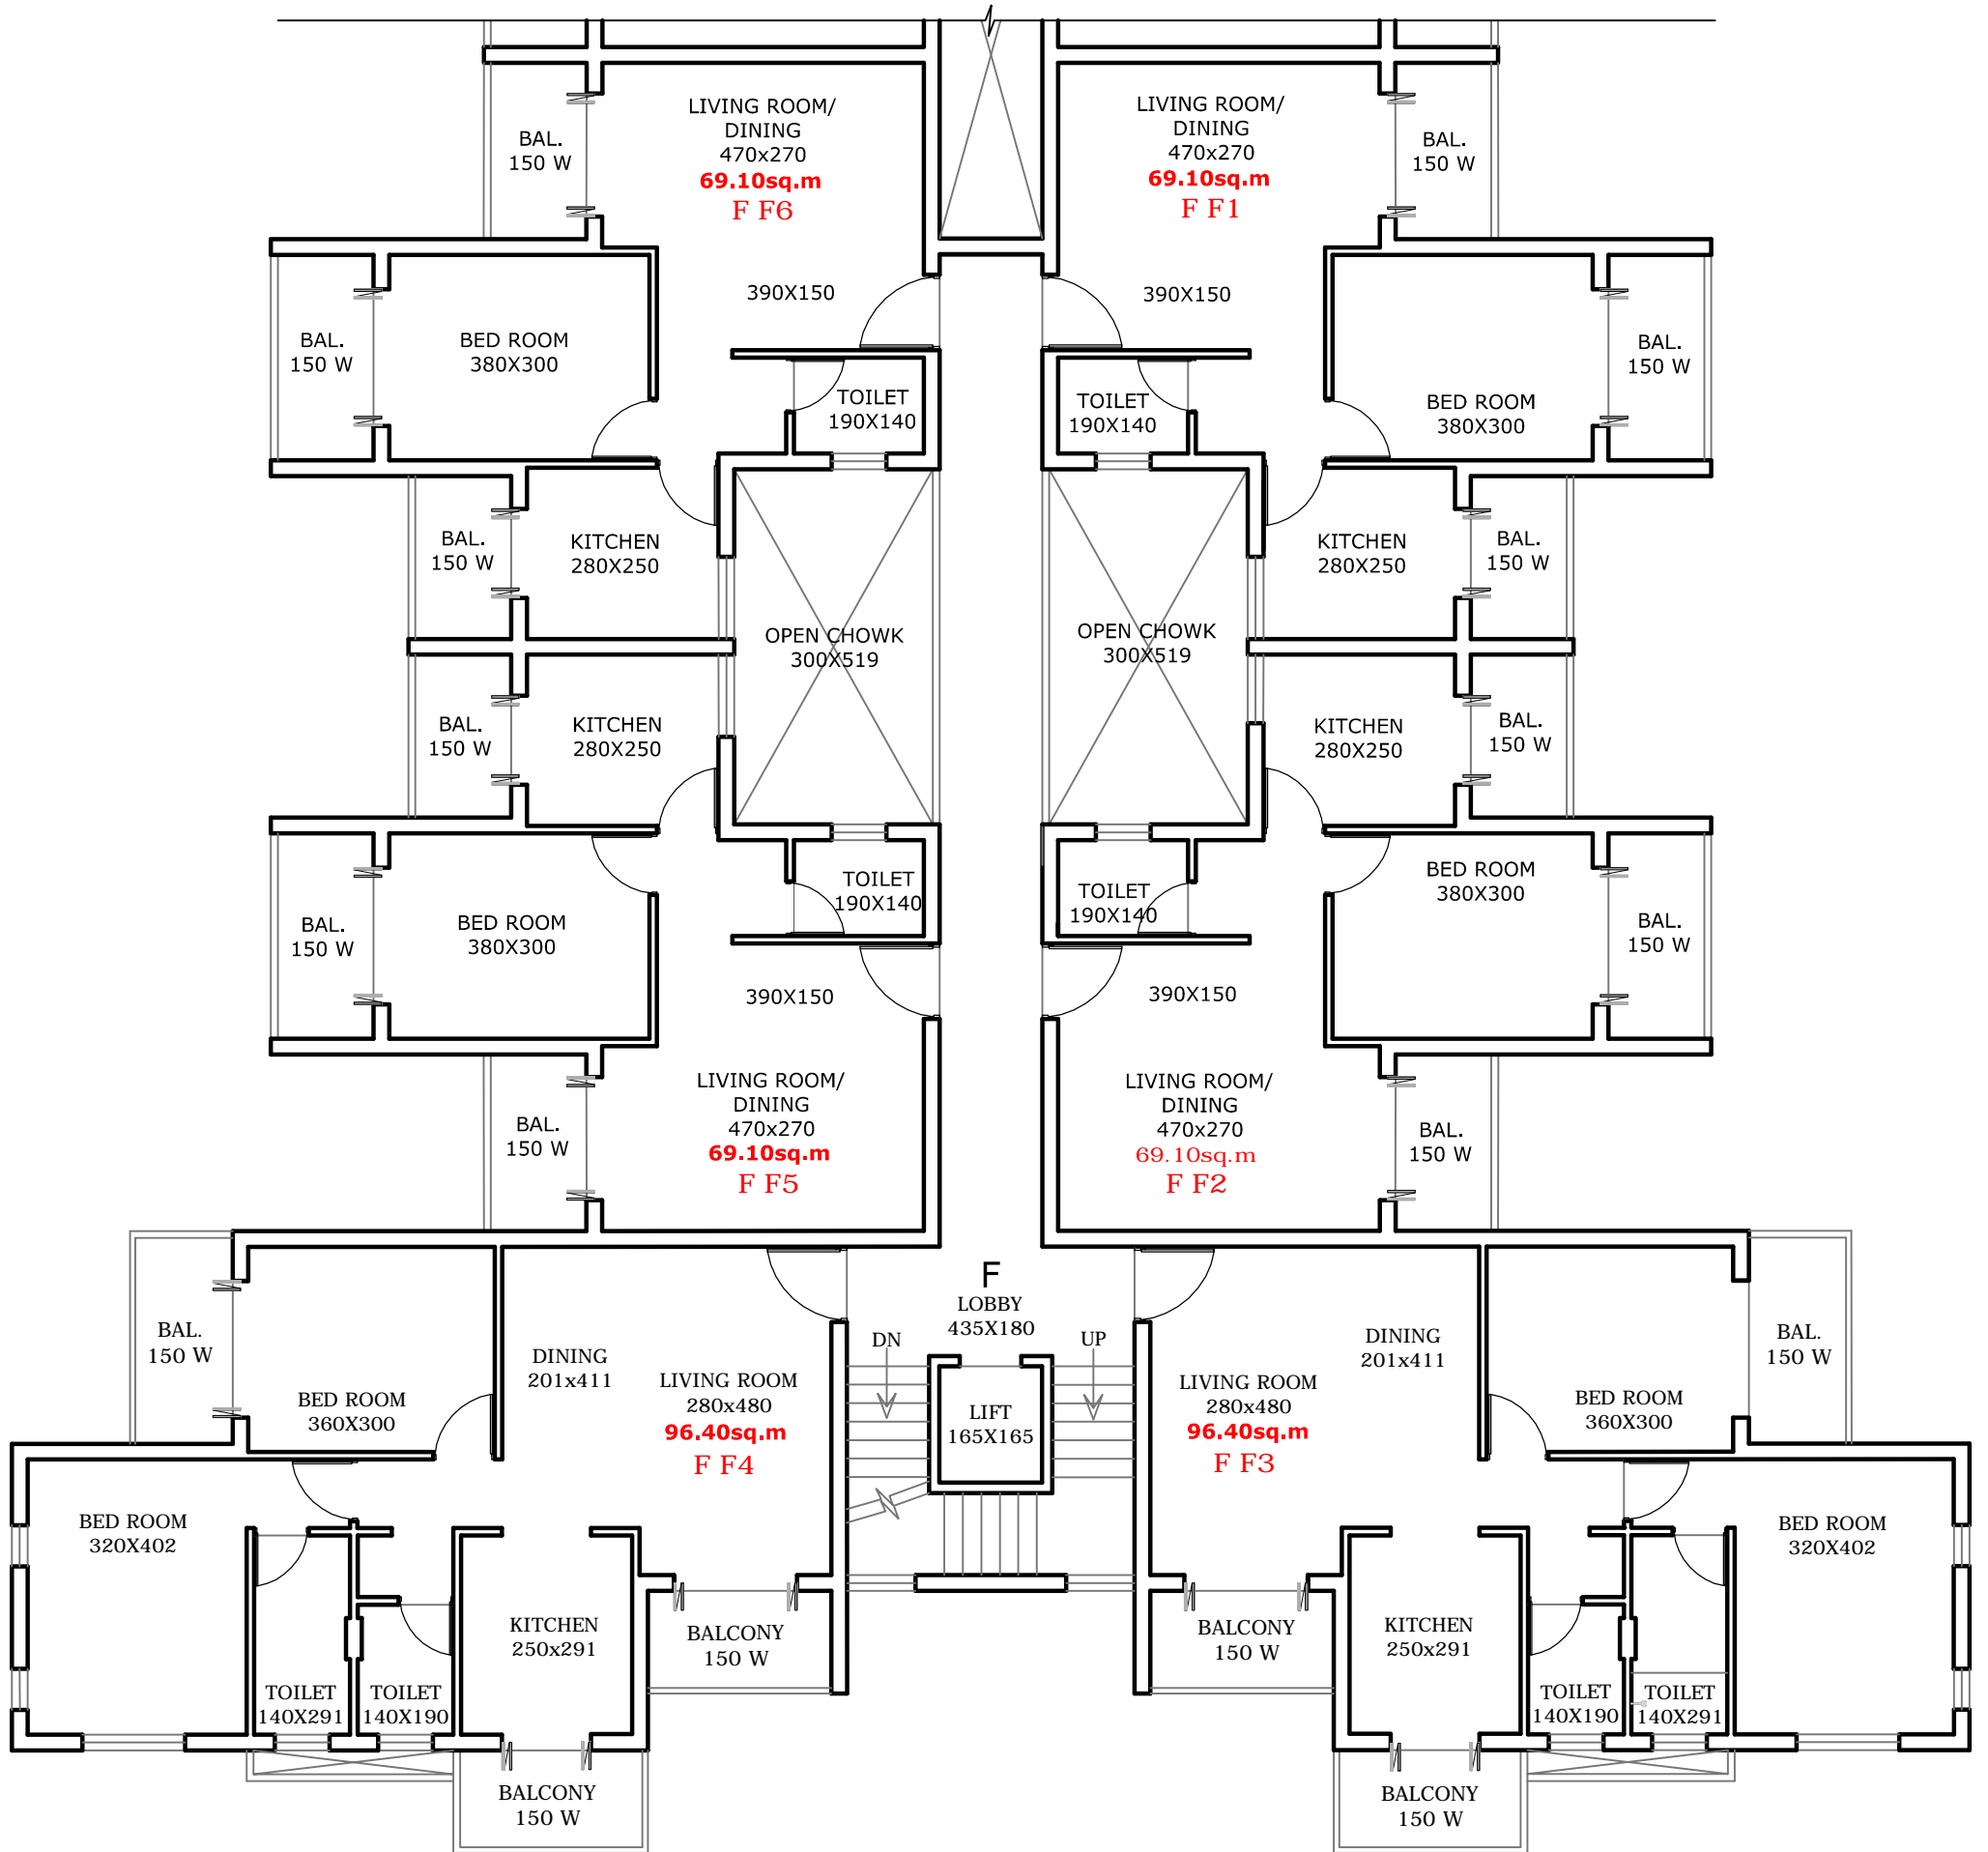 LIVING ROOM/
DINING
470x270
69.10sq.m
F F6
BAL.
150 W
LIVING ROOM/
DINING
470x270
69.10sq.m
F F1
BAL.
150 W
390X150
390X150
BAL.
150 W
BED ROOM
380X300
TOILET
190X140
TOILET
190X140
BED ROOM
380X300
BAL.
150 W
BAL.
150 W
KITCHEN
280X250
KITCHEN
280X250
BAL.
150 W
OPEN CHOWK
300X519
OPEN CHOWK
300X519
BAL.
150 W
KITCHEN
280X250
KITCHEN
280X250
BAL.
150 W
BAL.
150 W
BED ROOM
380X300
TOILET
190X140
TOILET
190X140
BED ROOM
380X300
BAL.
150 W
390X150
390X150
BAL.
150 W
LIVING ROOM/
DINING
470x270
69.10sq.m
F F5
LIVING ROOM/
DINING
470x270
69.10sq.m
F F2
BAL.
150 W
F
LOBBY
435X180
DN
UP
LIFT
165X165
BAL.
150 W
BED ROOM
360X300
DINING
201x411
LIVING ROOM
280x480
96.40sq.m
F F4
LIVING ROOM
280x480
96.40sq.m
F F3
DINING
201x411
BED ROOM
360X300
BAL.
150 W
BED ROOM
320X402
TOILET
140X291
TOILET
140X190
KITCHEN
250x291
BALCONY
150 W
BALCONY
150 W
KITCHEN
250x291
TOILET
140X190
TOILET
140X291
BED ROOM
320X402
BALCONY
150 W
BALCONY
150 W